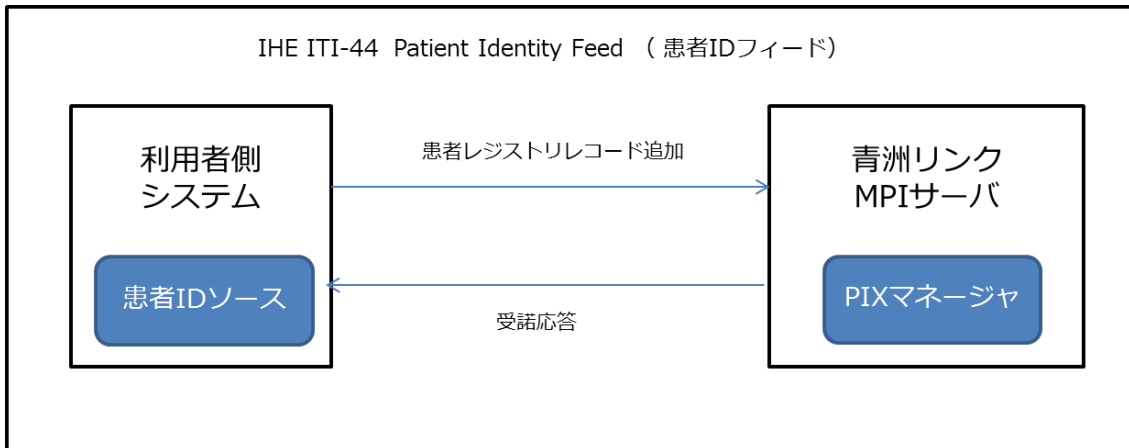 IHE ITI-44 Patient Identity Feed （ 患者IDフィード）
利用者側
システム
患者IDソース
患者レジストリレコード追加
受諾応答
青洲リンク
MPIサーバ
PIXマネージャ